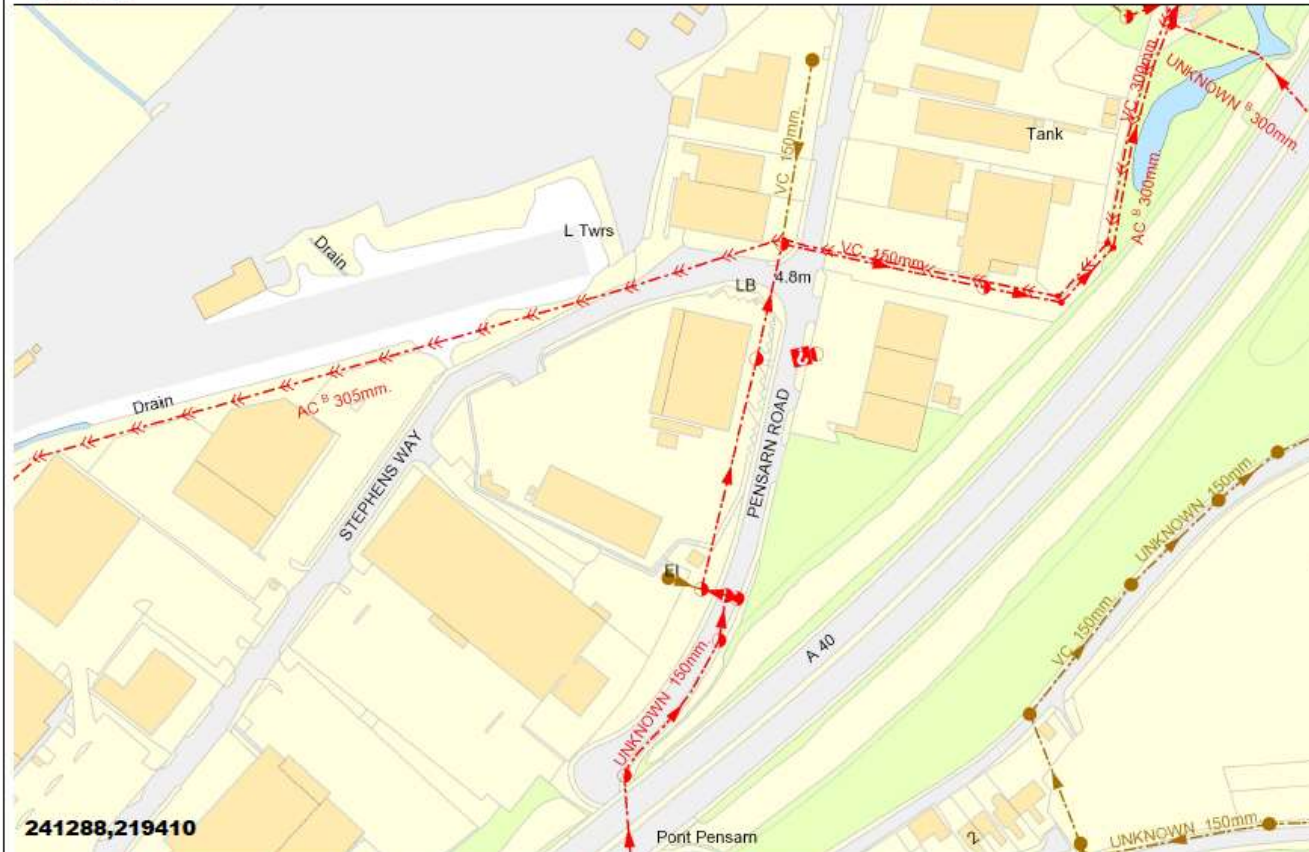 VC 300mm.
UNKNOWN B 300mm.
VC 150mm.
Tank
AC B 300mm.
L Twrs
Drain
VC 150mm.
LB
4.8m
Drain
AC B 305mm.
STEPHENS WAY
PENSARN ROAD
El
UNKNOWN 150mm.
A 40
UNKNOWN 150mm.
UNKNOWN 150mm.
VC 150mm.
241288,219410
Pont Pensarn
2
UNKNOWN 150mm.